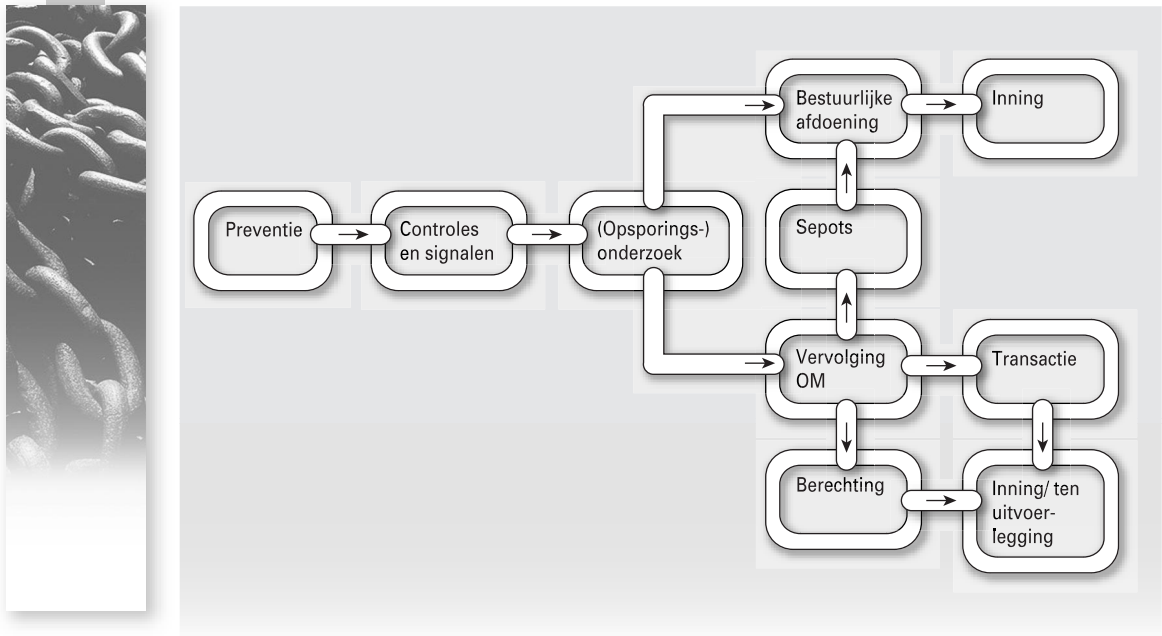 Preventie
Controles
en signalen
(Opsporings-)
onderzoek
Bestuurlijke
afdoening
Inning
Sepots
Vervolging
OM
Transactie
Berechting
Inning/ ten
uitvoer-
legging